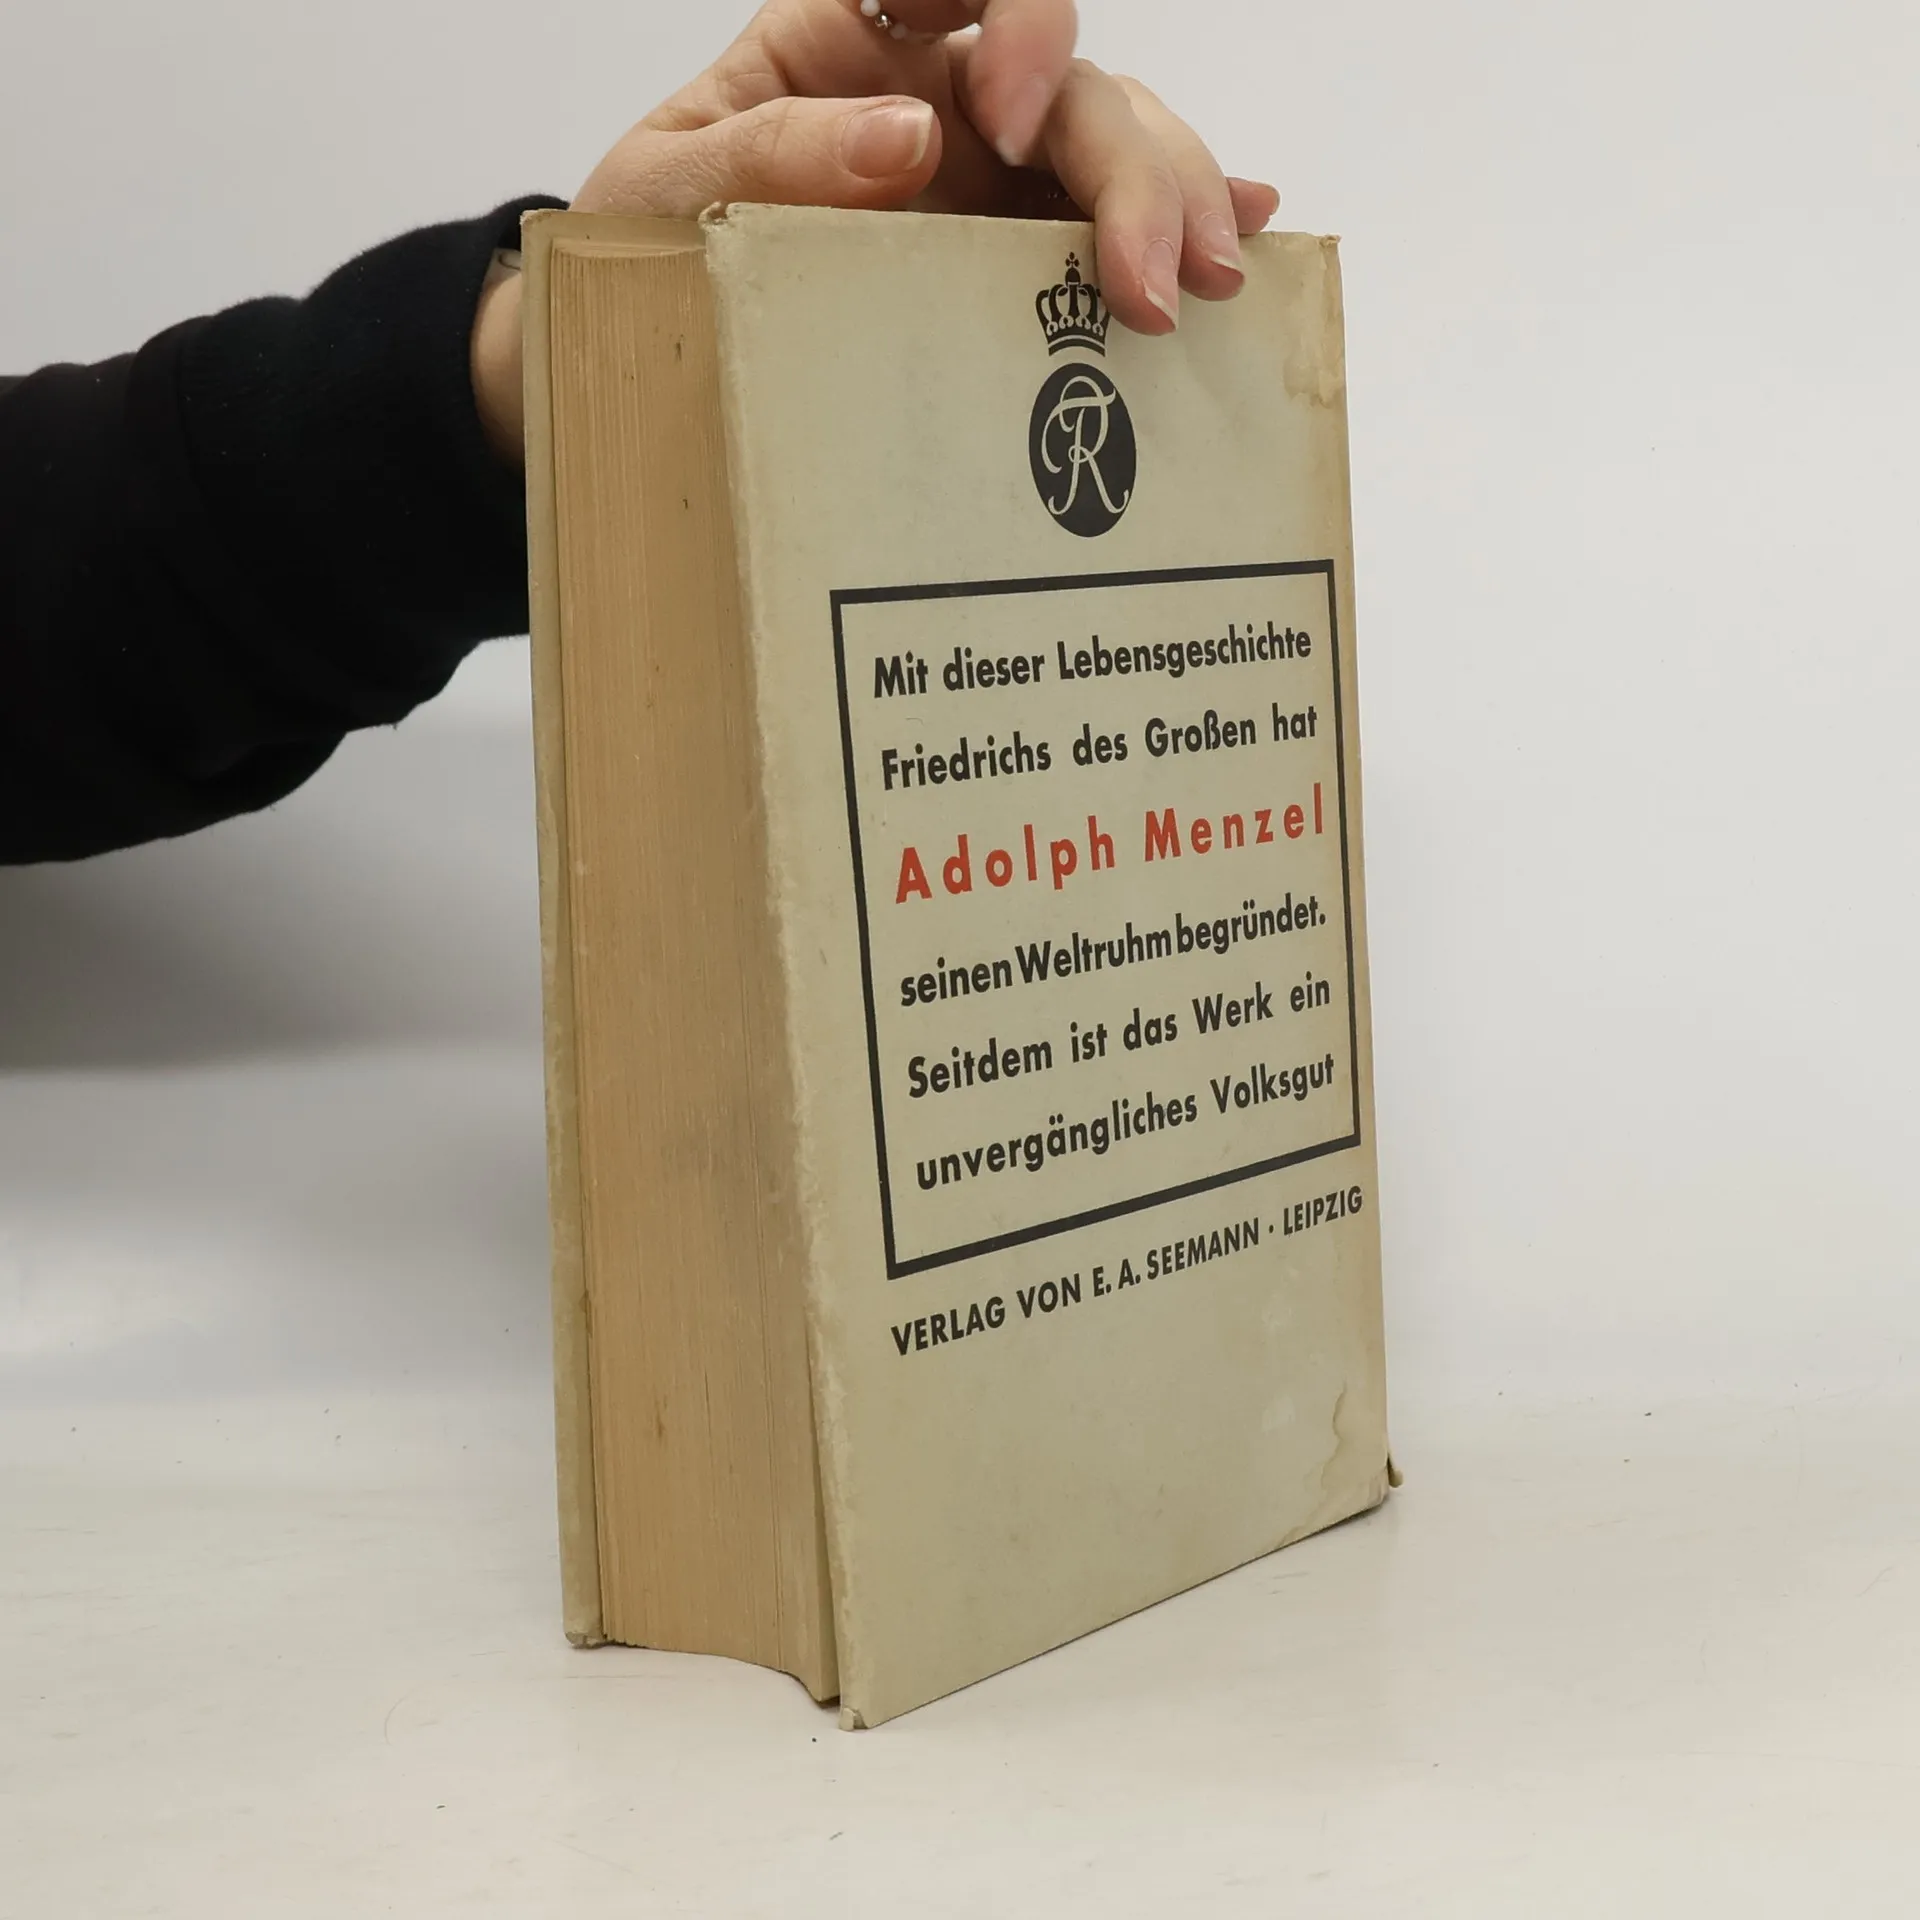 FR
Mit dieser Lebensgeschichte
Friedrichs des Großen hat
Adolph Menzel
seinen Weltruhm begründet.
Seitdem ist das Werk ein
unvergängliches Volksgut
VERLAG VON E. A. SEEMANN · LEIPZIG